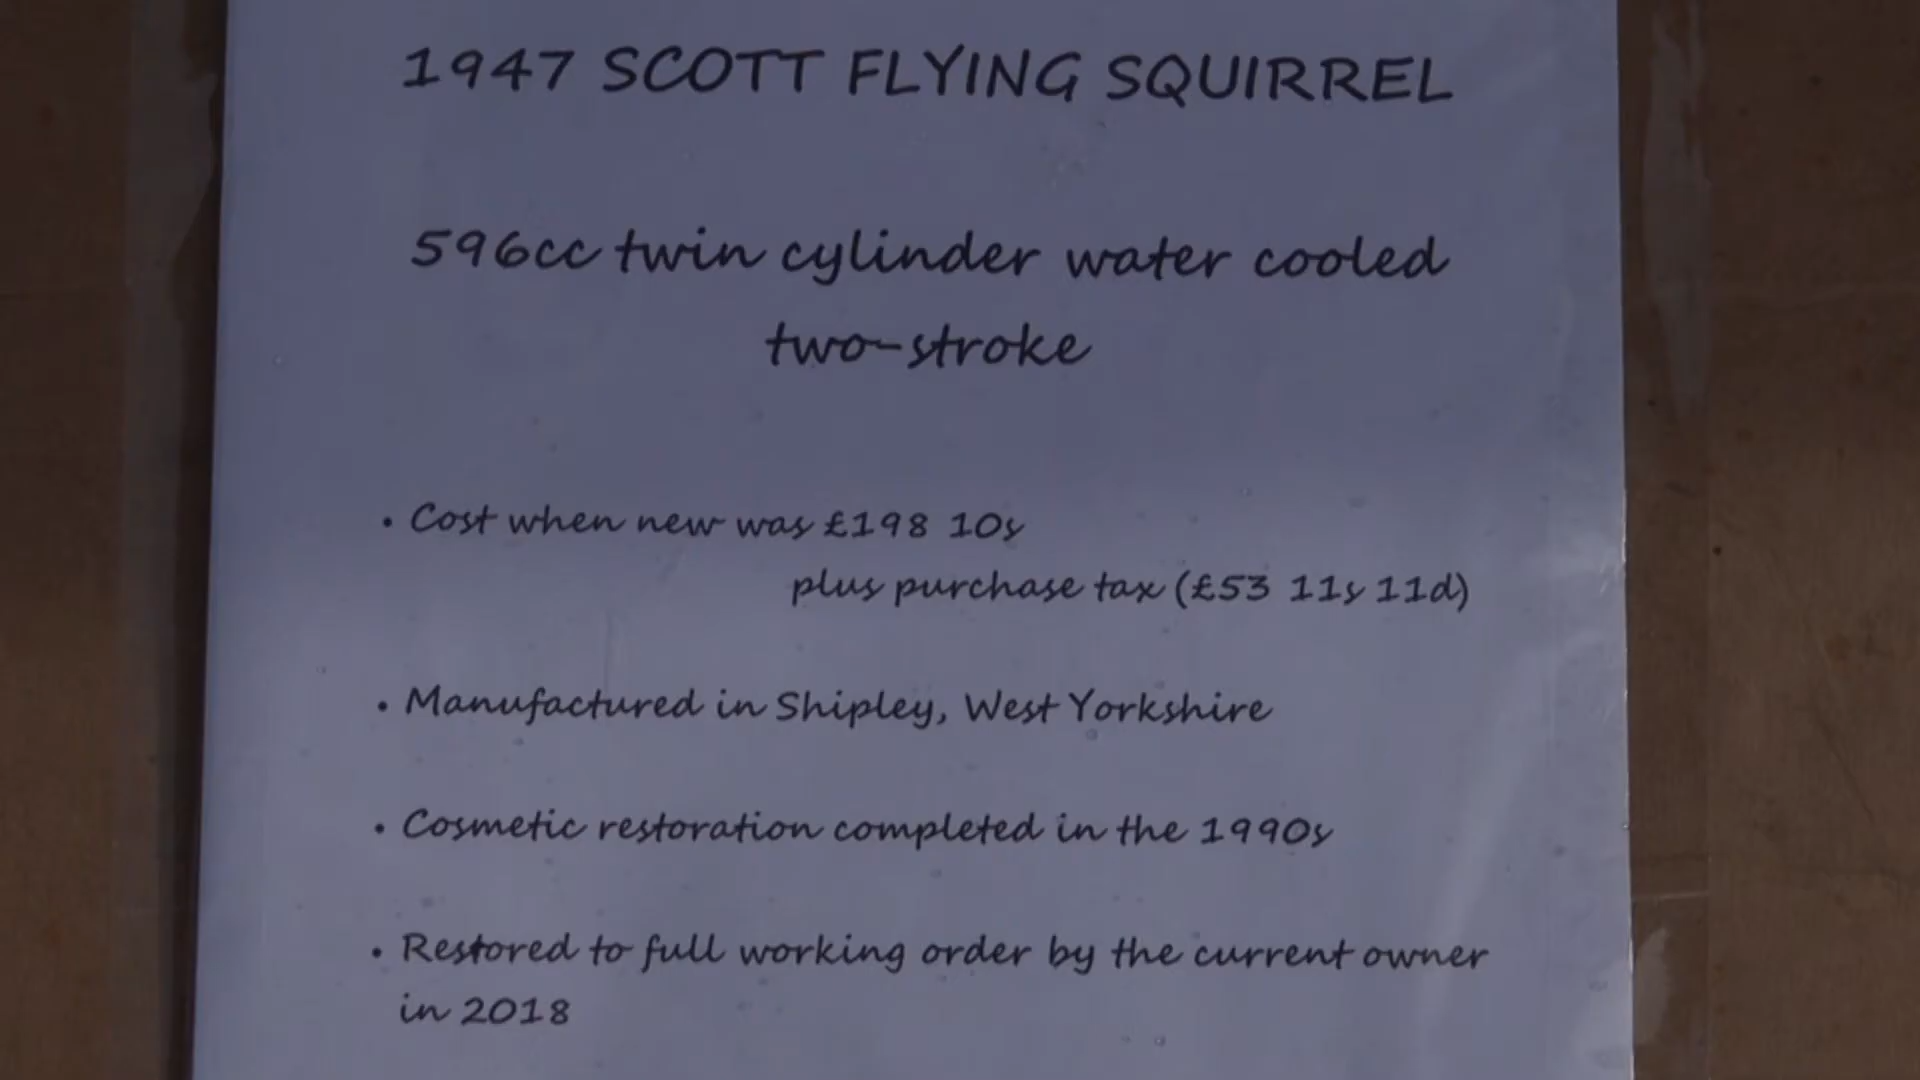 1947 SCOTT FLYING SQUIRREL
596cc twin cylinder water cooled
two-stroke
• Cost when new was £198 10s
plus purchase tax (£53 11s 11d)
• Manufactured in Shipley, West Yorkshire
• Cosmetic restoration completed in the 1990s
• Restored to full working order by the current owner
in 2018